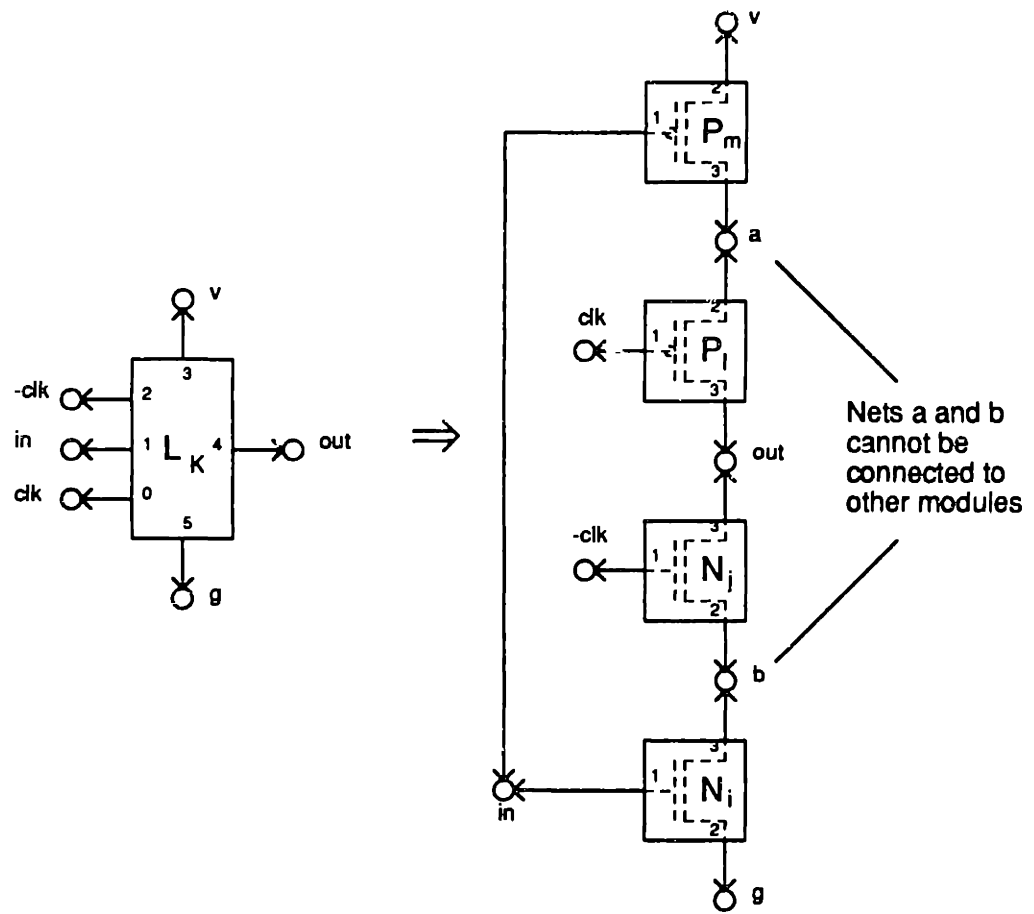 v
2
1
P m
3
a
v
clk
2
1
P l
3
3
-clk
2
in
1
L K
4
out
clk
0
5
g
⇒
Nets a and b
cannot be
connected to
other modules
out
-clk
3
1
N j
2
b
3
1
N i
2
in
g